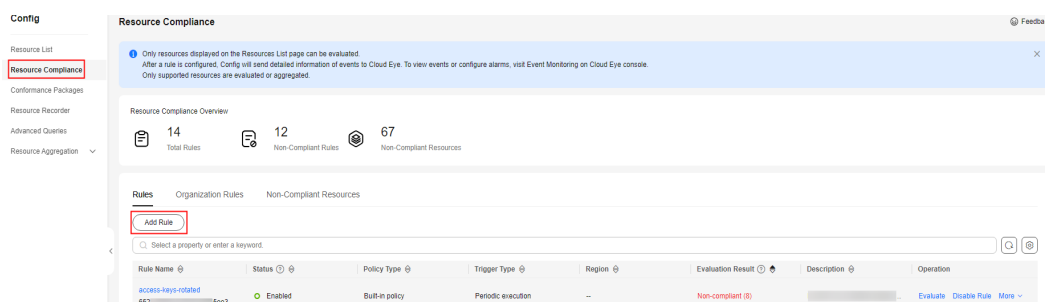 Config
Resource List
Resource Compliance
Conformance Packages
Resource Recorder
Advanced Queries
Resource Aggregation
Resource Compliance
Feedba
Only resources displayed on the Resources List page can be evaluated.
After a rule is configured, Config will send detailed information of events to Cloud Eye. To view events or configure alarms, visit Event Monitoring on Cloud Eye console.
Only supported resources are evaluated or aggregated.
Resource Compliance Overview
14 12 67
Total Rules Non-Compliant Rules Non-Compliant Resources
Rules Organization Rules Non-Compliant Resources
Add Rule
Select a property or enter a keyword.
Rule Name Status Policy Type Trigger Type Region Evaluation Result Description Operation
access-keys-rotated
Enabled Built-in policy Periodic execution -- Non-compliant (8) Evaluate Disable Rule More